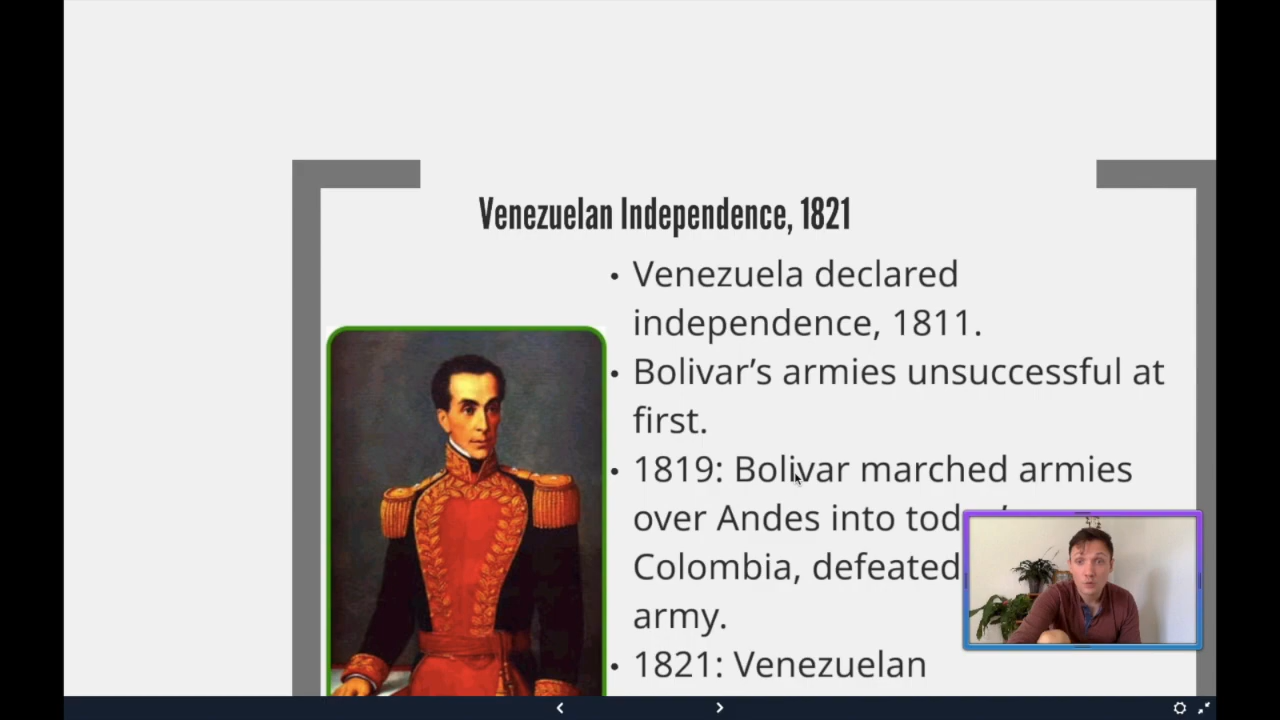 Venezuelan Independence, 1821
• Venezuela declared
independence, 1811.
• Bolivar’s armies unsuccessful at
first.
• 1819: Bolivar marched armies
over Andes into
Colombia, defeated
army.
• 1821: Venezuelan